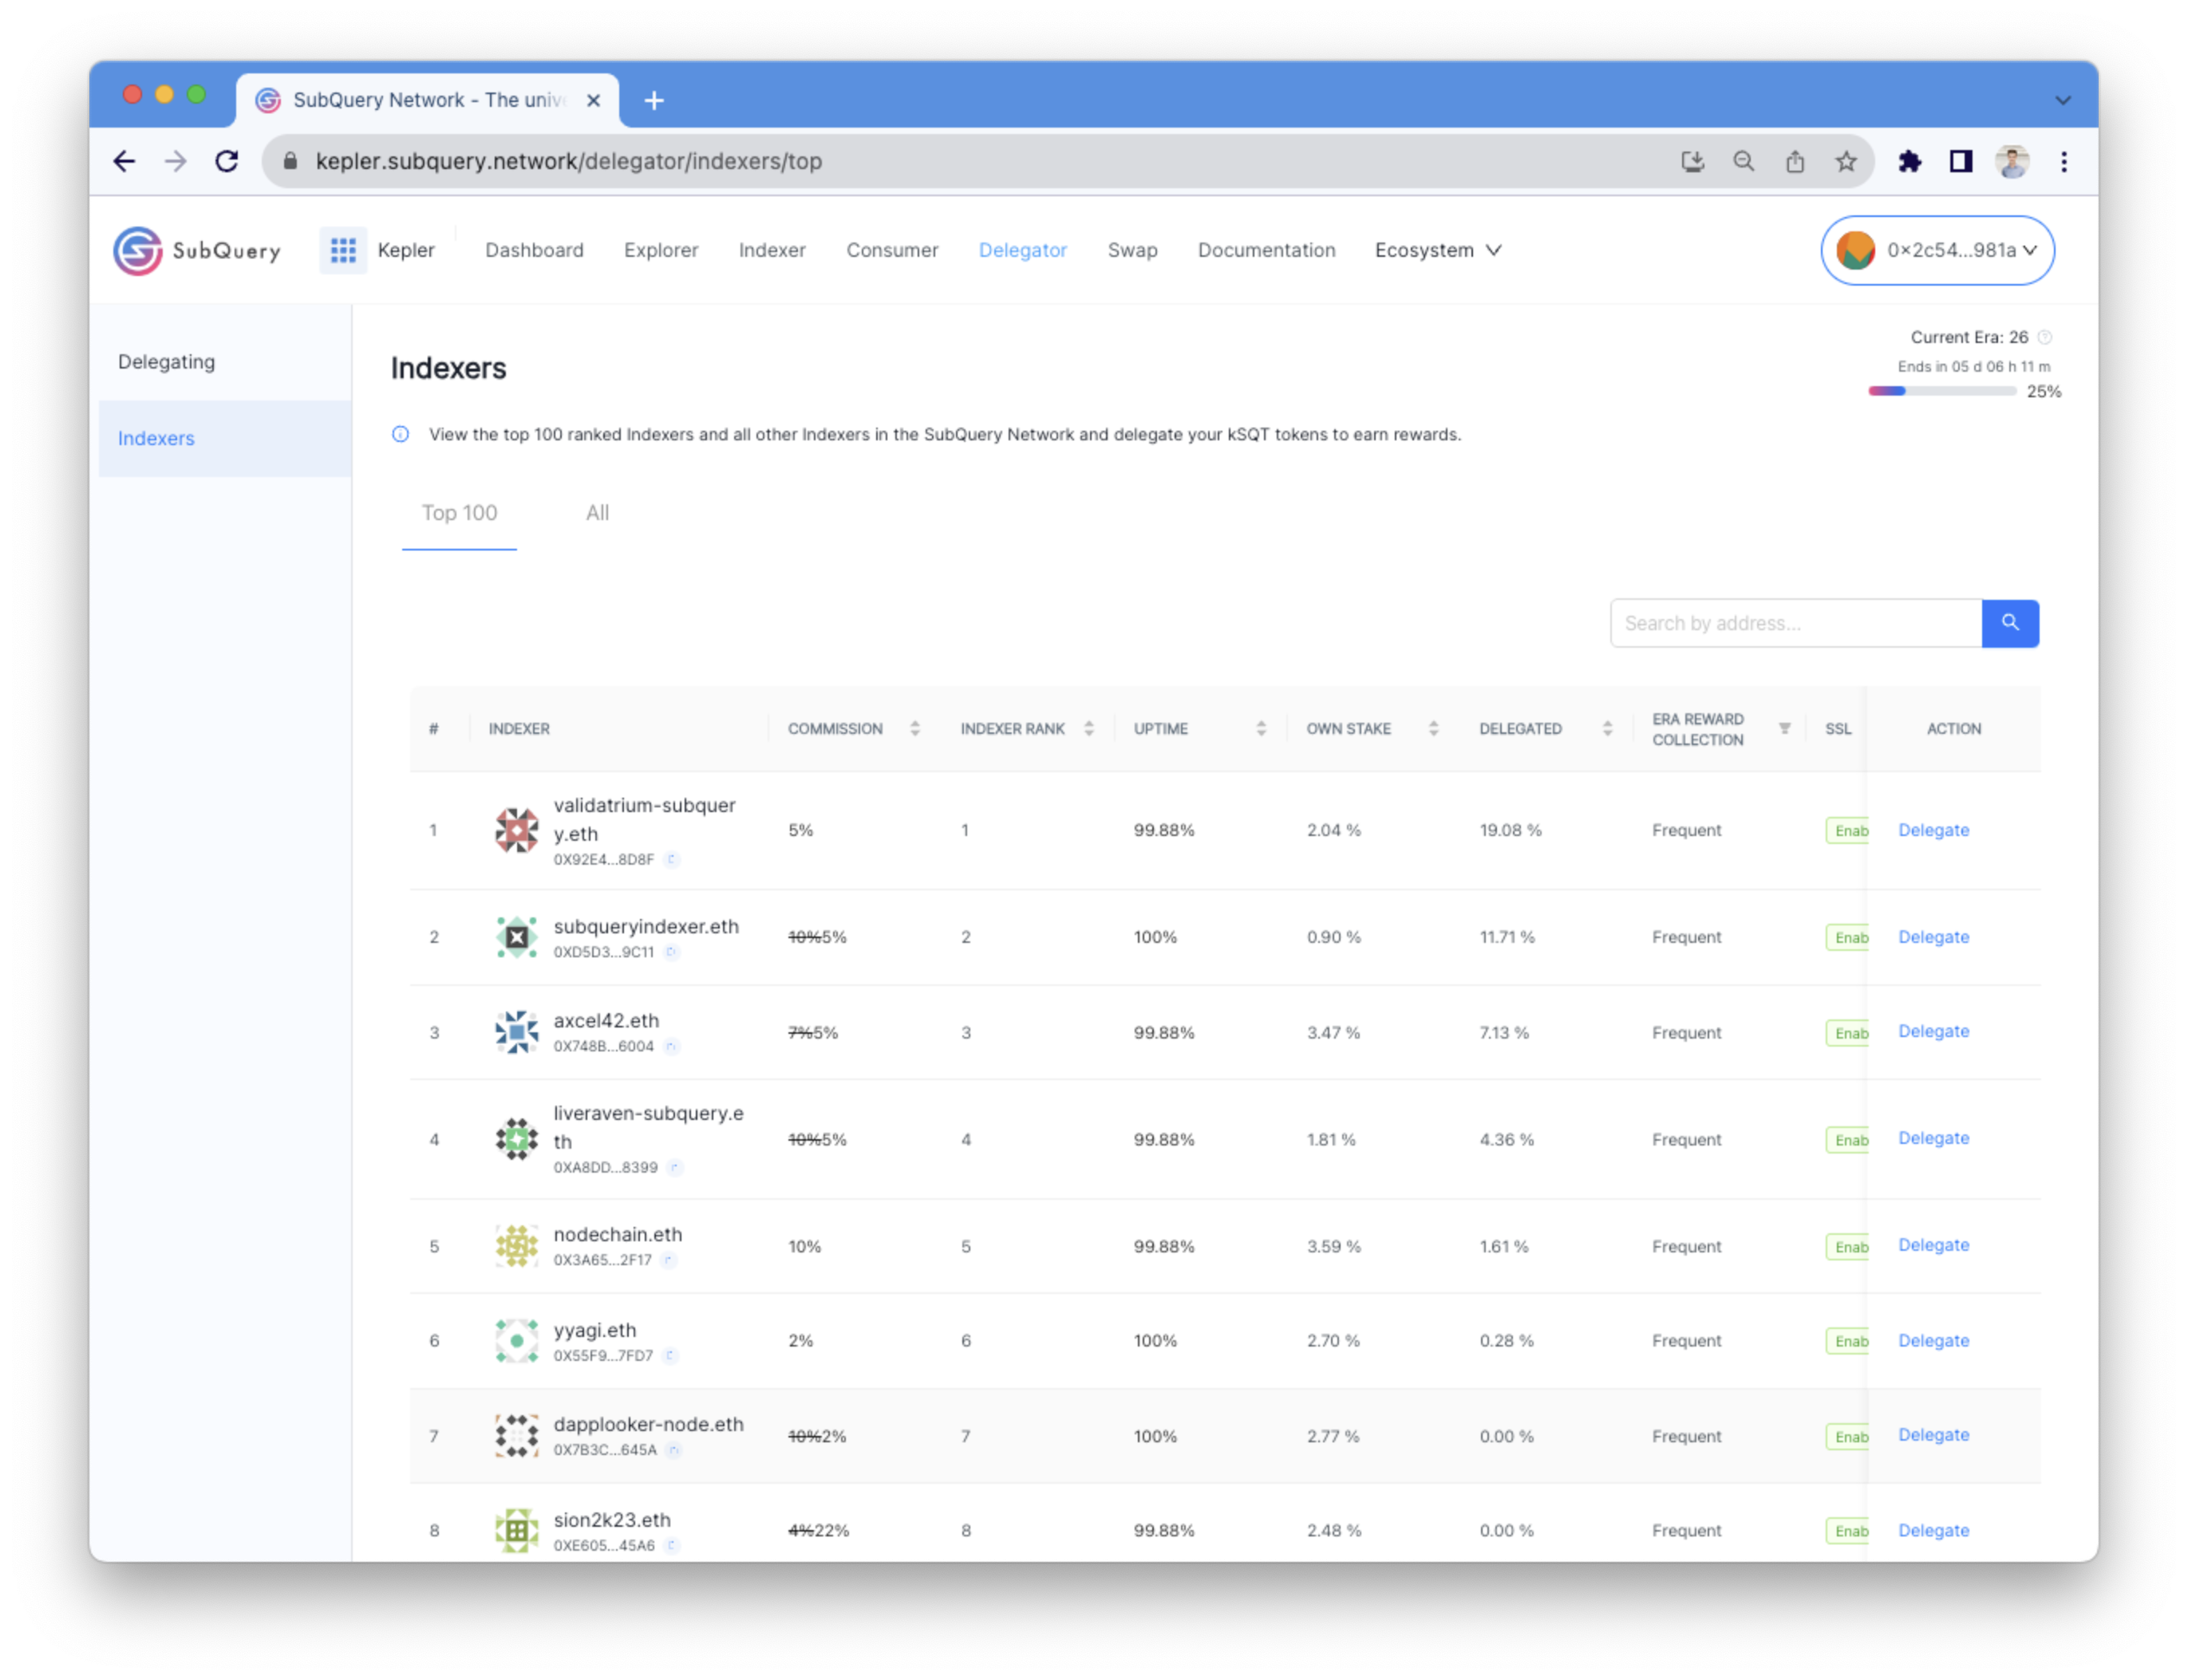 SubQuery Network - The univ
kepler.subquery.network/delegator/indexers/top
SubQuery
Kepler
Dashboard
Explorer
Indexer
Consumer
Delegator
Swap
Documentation
Ecosystem
0×2c54...981a
Delegating
Indexers
Indexers
Current Era: 26
Ends in 05 d 06 h 11 m
25%
View the top 100 ranked Indexers and all other Indexers in the SubQuery Network and delegate your kSQT tokens to earn rewards.
Top 100
All
Search by address...
# INDEXER COMMISSION INDEXER RANK UPTIME OWN STAKE DELEGATED ERA REWARD COLLECTION SSL ACTION
1 validatrium-subquer
y.eth
0X92E4...8D8F
5% 1 99.88% 2.04 % 19.08 % Frequent Enab Delegate
2 subqueryindexer.eth
0XD5D3...9C11
10%5% 2 100% 0.90 % 11.71 % Frequent Enab Delegate
3 axcel42.eth
0X748B...6004
7%5% 3 99.88% 3.47 % 7.13 % Frequent Enab Delegate
4 liveraven-subquery.e
th
0XA8DD...8399
10%5% 4 99.88% 1.81 % 4.36 % Frequent Enab Delegate
5 nodechain.eth
0X3A65...2F17
10% 5 99.88% 3.59 % 1.61 % Frequent Enab Delegate
6 yyagi.eth
0X55F9...7FD7
2% 6 100% 2.70 % 0.28 % Frequent Enab Delegate
7 dapplooker-node.eth
0X7B3C...645A
10%2% 7 100% 2.77 % 0.00 % Frequent Enab Delegate
8 sion2k23.eth
0XE605...45A6
4%22% 8 99.88% 2.48 % 0.00 % Frequent Enab Delegate